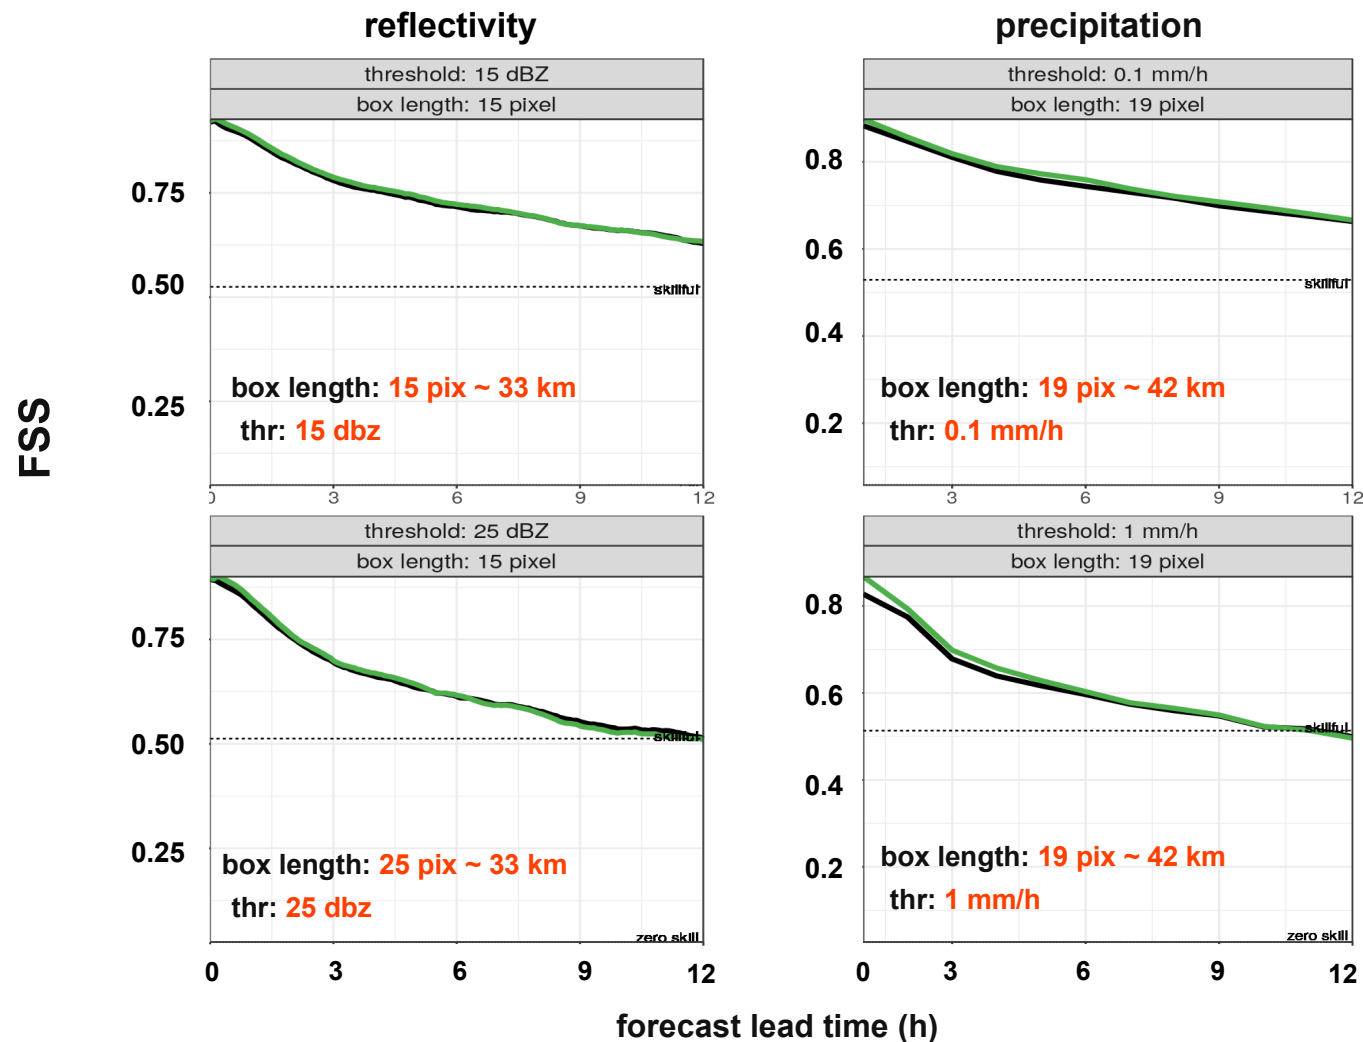 reflectivity
precipitation
threshold: 15 dBZ
box length: 15 pixel
threshold: 0.1 mm/h
box length: 19 pixel
FSS
0.75
0.50
0.25
skillful
box length: 15 pix ~ 33 km
thr: 15 dbz
0 3 6 9 12
0.8
0.6
0.4
0.2
skillful
box length: 19 pix ~ 42 km
thr: 0.1 mm/h
3 6 9 12
threshold: 25 dBZ
box length: 15 pixel
threshold: 1 mm/h
box length: 19 pixel
0.75
0.50
0.25
skillful
box length: 25 pix ~ 33 km
thr: 25 dbz
zero skill
0 3 6 9 12
0.8
0.6
0.4
0.2
skillful
box length: 19 pix ~ 42 km
thr: 1 mm/h
zero skill
0 3 6 9 12
forecast lead time (h)